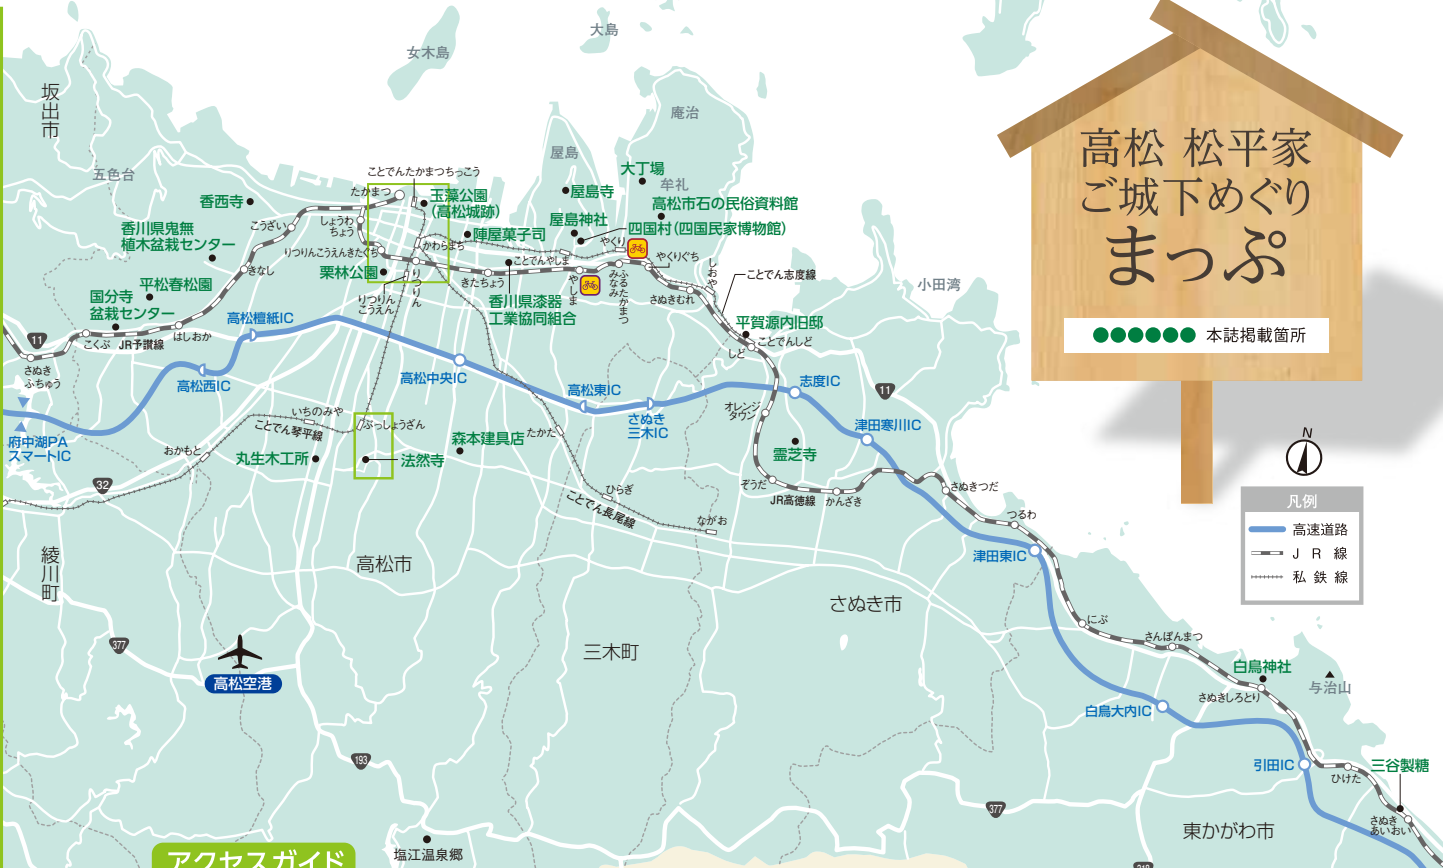 高松 松平家
ご城下めぐり
まっぷ
●●●●●● 本誌掲載箇所
N
凡例
高速道路
JR線
私鉄線
大島
女木島
坂出市
庵治
屋島
五色台
大丁場
牟礼
ことでんたかまつちっこう
たかまつ
玉藻公園
(高松城跡)
屋島寺
香西寺
高松市石の民俗資料館
屋島神社
四国村(四国民家博物館)
香川県鬼無
植木盆栽センター
こうざい
しょうわ
ちょう
陣屋菓子司
かわらまち
やくり
りつりんこうえんきたぐち
ことでんやしま
やくりぐち
しおや
ことでん志度線
小田湾
きなし
栗林公園
りつりん
きたちょう
やしま
ふるたかまつ
みなみ
さぬきむれ
平松春松園
国分寺
盆栽センター
りつりん
こうえん
香川県漆器
工業協同組合
高松檀紙IC
平賀源内旧邸
ことでんしど
しど
11
こくぶ
JR予讃線
はしおか
さぬき
ふちゅう
高松西IC
高松中央IC
高松東IC
志度IC
11
さぬき
三木IC
オレンジ
タウン
津田寒川IC
府中湖PA
スマートIC
いちのみや
ことでん琴平線
ぶっしょうざん
おかもと
丸生木工所
法然寺
森本建具店
たかた
霊芝寺
32
ぞうだ
JR高徳線
かんざき
さぬきつだ
ひらぎ
ことでん長尾線
ながお
つるわ
綾川町
高松市
津田東IC
さぬき市
にぶ
三木町
さんぼんまつ
377
高松空港
白鳥神社
与治山
さぬきしろとり
白鳥大内IC
193
引田IC
ひけた
三谷製糖
377
さぬき
あいおい
東かがわ市
塩江温泉郷
アクセスガイド